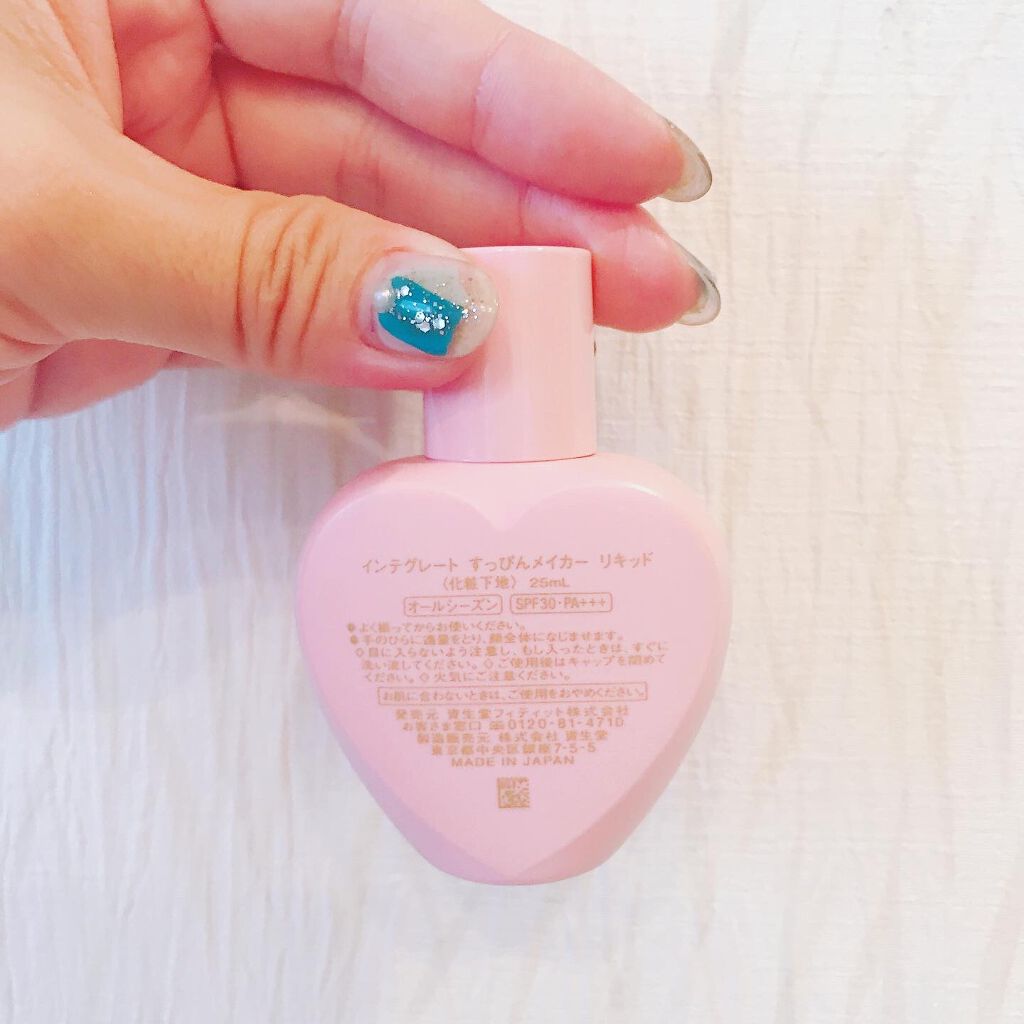 インテグレート すっぴんメイカー リキッド
〈化粧下地〉 25mL
オールシーズン SPF30・PA+++
●よく振ってからお使いください。
●手のひらに適量をとり、顔全体になじませます。
◇目に入らないよう注意し、もし入ったときは、すぐに
洗い流してください。◇ご使用後はキャップを閉めて
ください。◇火気にご注意ください。
お肌に合わないときは、ご使用をおやめください。
発売元 資生堂フィティット株式会社
お客さま窓口 0120-81-4710
製造販売元 株式会社 資生堂
東京都中央区銀座7-5-5
MADE IN JAPAN